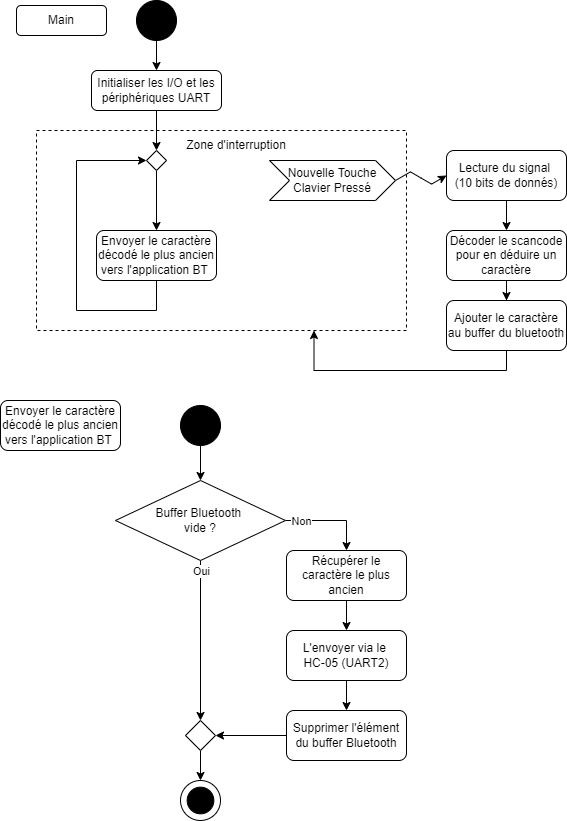 Main
Initialiser les I/O et les
périphériques UART
Zone d'interruption
Nouvelle Touche
Clavier Pressé
Lecture du signal
(10 bits de donnés)
Envoyer le caractère
décodé le plus ancien
vers l'application BT
Décoder le scancode
pour en déduire un
caractère
Ajouter le caractère
au buffer du bluetooth
Envoyer le caractère
décodé le plus ancien
vers l'application BT
Buffer Bluetooth
vide ?
Non
Oui
Récupérer le
caractère le plus
ancien
L'envoyer via le
HC-05 (UART2)
Supprimer l'élément
du buffer Bluetooth